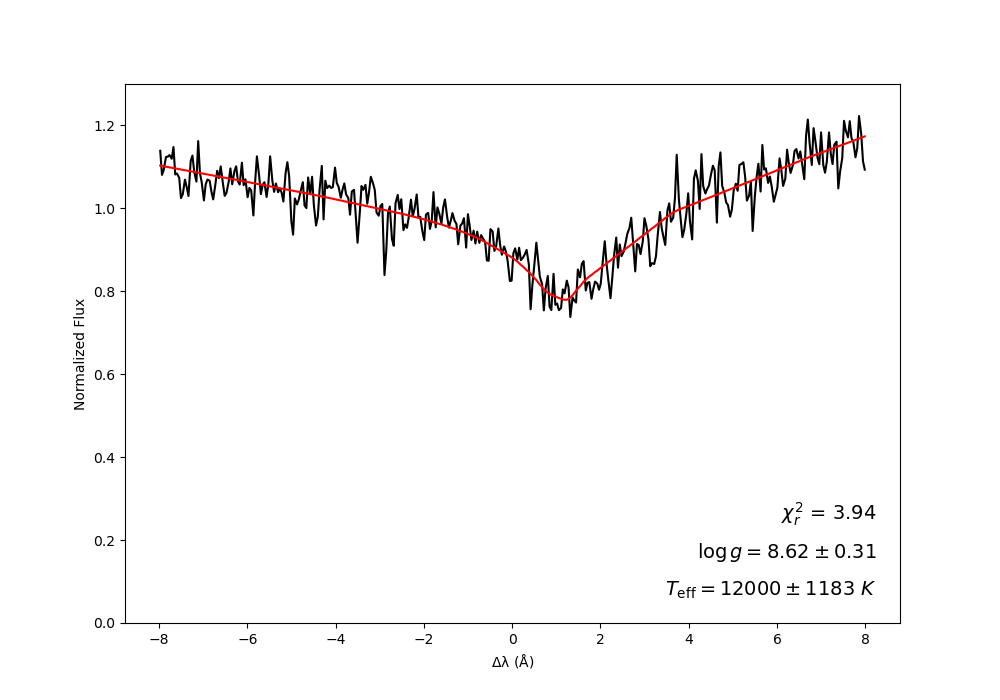 1.2
1.0
0.8
0.6
0.4
0.2
0.0
Normalized Flux
χ²ᵣ = 3.94
log g = 8.62 ± 0.31
T_eff = 12000 ± 1183 K
−8 −6 −4 −2 0 2 4 6 8
Δλ (Å)